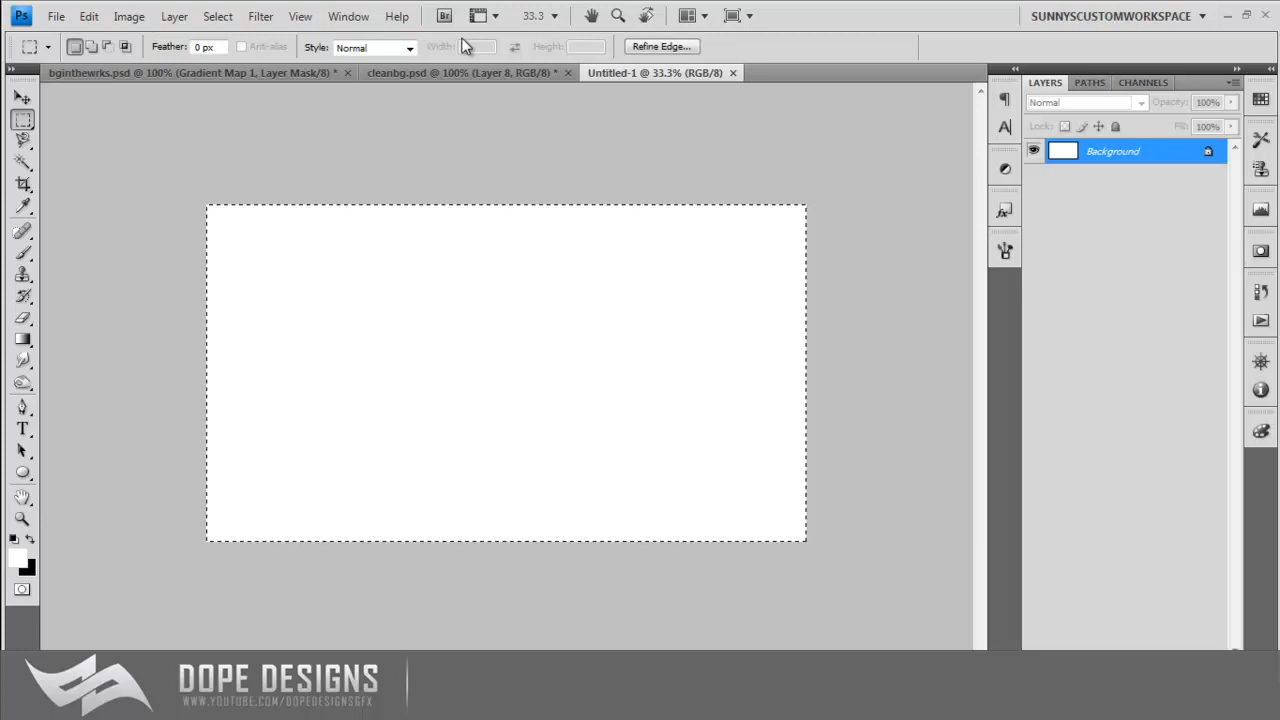 Ps File Edit Image Layer Select Filter View Window Help Br 33.3 SUNNYSCUSTOMWORKSPACE
Feather: 0 px Anti-alias Style: Normal Width: Height: Refine Edge...
bginthewrks.psd @ 100% (Gradient Map 1, Layer Mask/8) * cleanbg.psd @ 100% (Layer 8, RGB/8) * Untitled-1 @ 33.3% (RGB/8)
LAYERS PATHS CHANNELS
Normal Opacity: 100%
Lock: Fill: 100%
Background
DOPE DESIGNS
WWW.YOUTUBE.COM/DOPEDESIGNSGFX